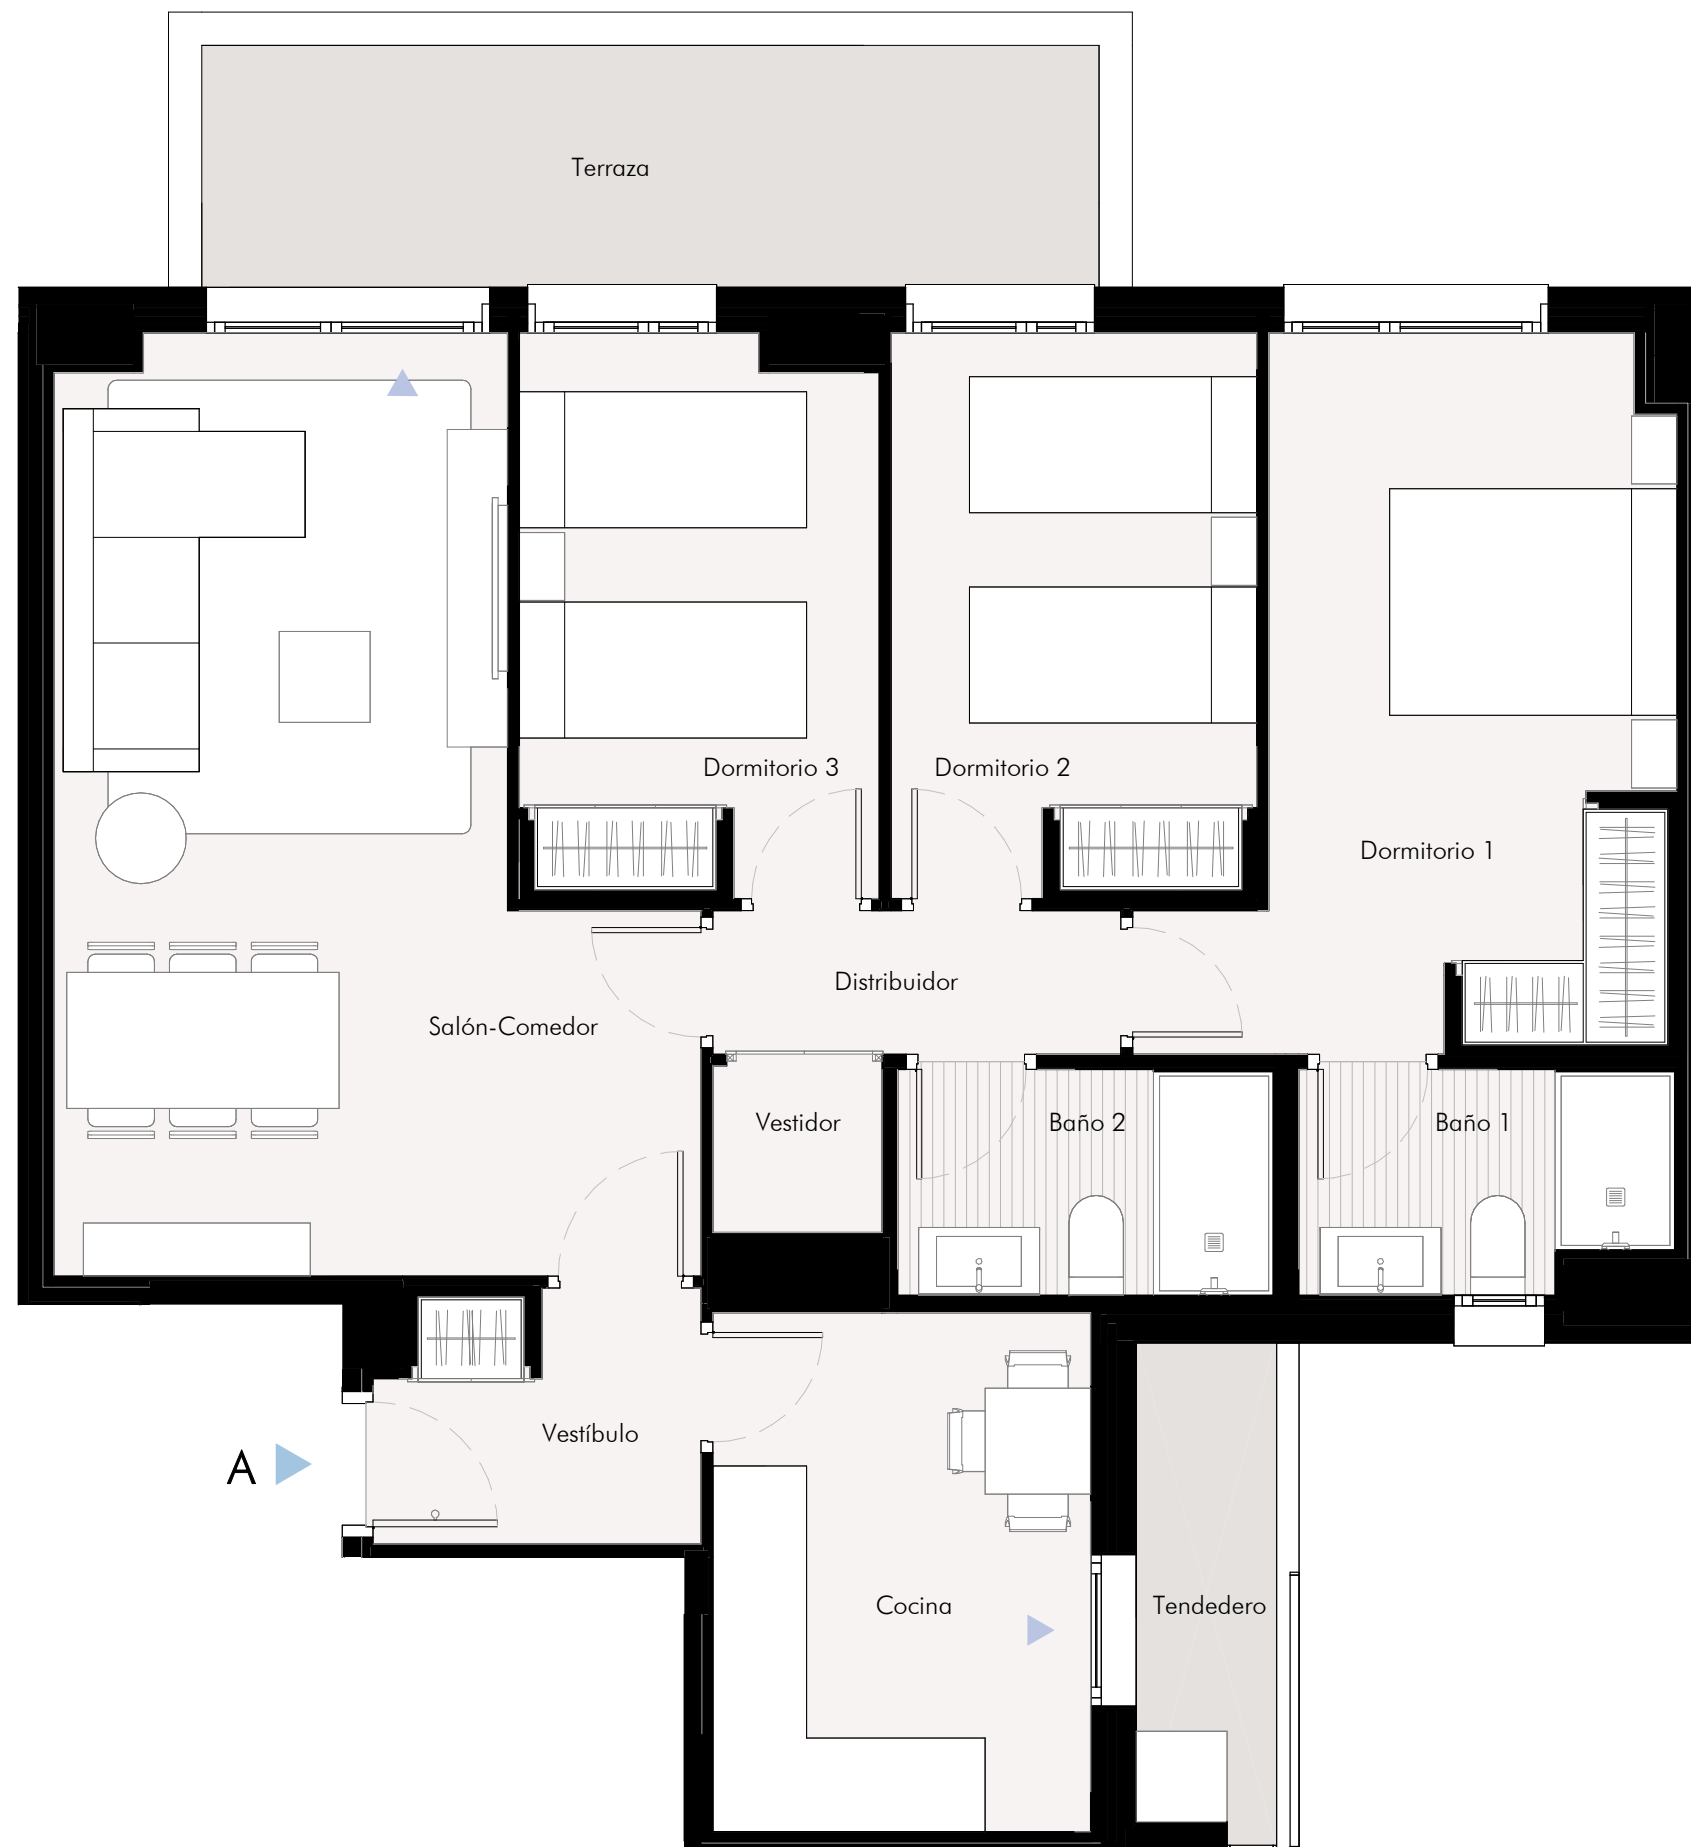 Terraza
Dormitorio 3
Dormitorio 2
Dormitorio 1
Distribuidor
Salón-Comedor
Vestidor
Baño 2
Baño 1
Vestíbulo
A
Cocina
Tendedero